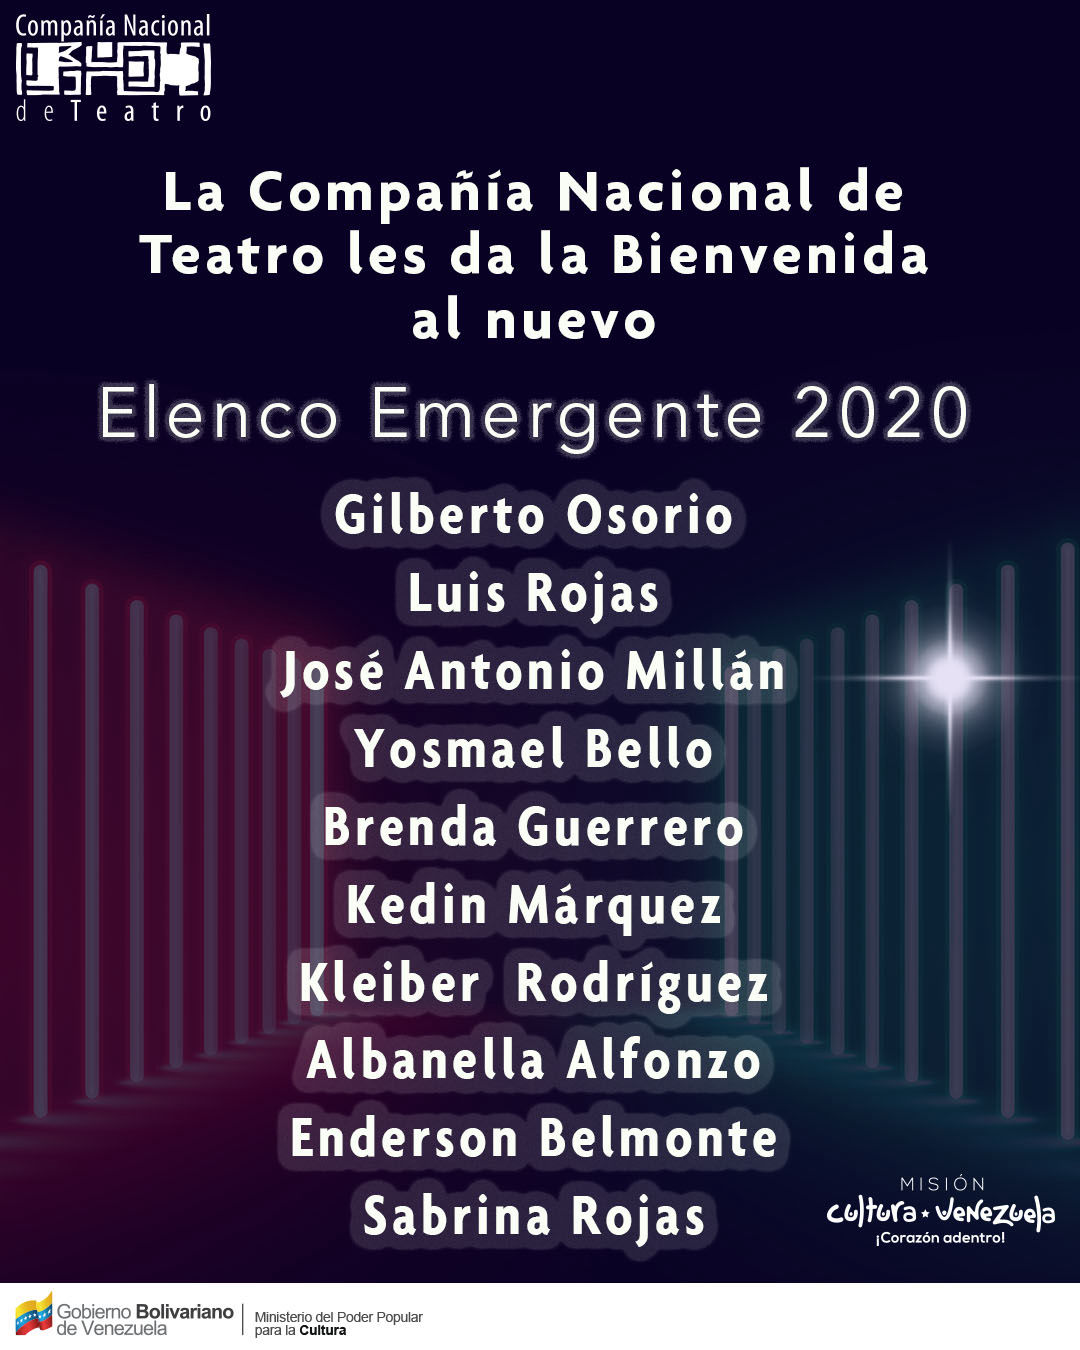 Compañía Nacional
de Teatro
La Compañía Nacional de
Teatro les da la Bienvenida
al nuevo
Elenco Emergente 2020
Gilberto Osorio
Luis Rojas
José Antonio Millán
Yosmael Bello
Brenda Guerrero
Kedin Márquez
Kleiber Rodríguez
Albanella Alfonzo
Enderson Belmonte
Sabrina Rojas
MISIÓN
Cultura Venezuela
¡Corazón adentro!
Gobierno Bolivariano
de Venezuela
Ministerio del Poder Popular
para la Cultura